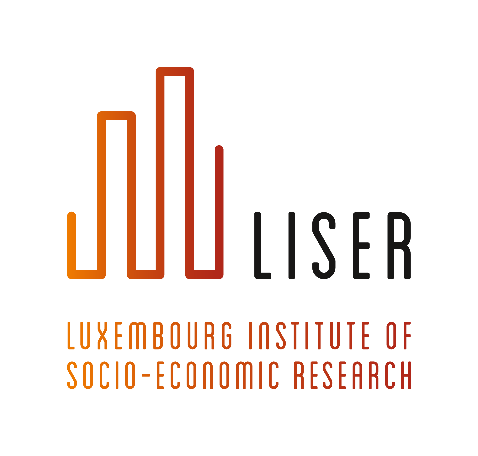 LISER
LUXEMBOURG INSTITUTE OF
SOCIO-ECONOMIC RESEARCH